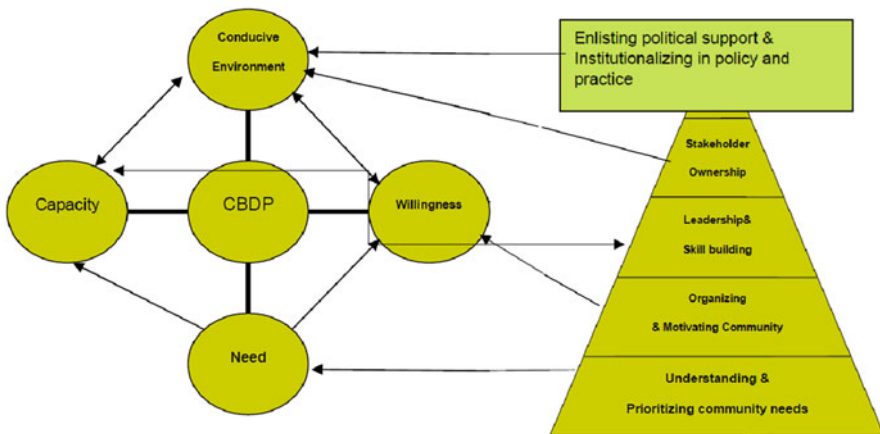 Conducive
Environment
Capacity
CBDP
Willingness
Need
Enlisting political support &
Institutionalizing in policy and
practice
Stakeholder
Ownership
Leadership&
Skill building
Organizing
& Motivating Community
Understanding &
Prioritizing community needs